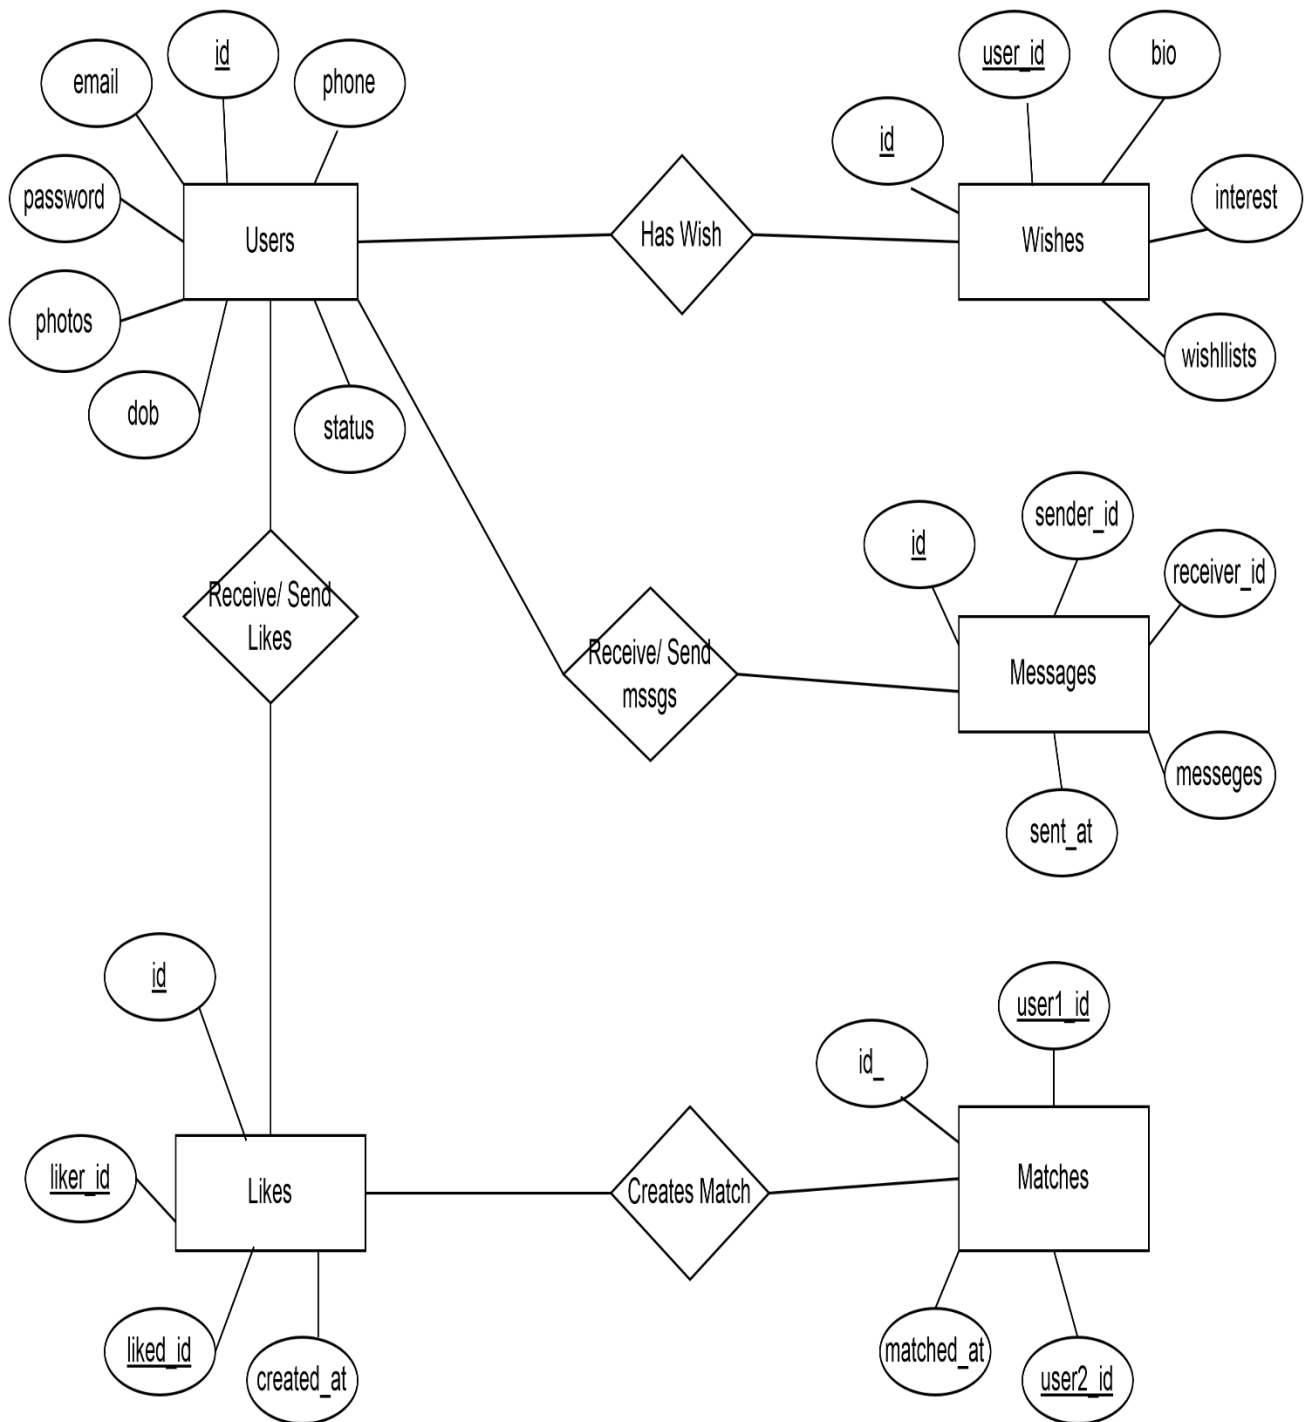 id
email
phone
password
Users
photos
dob
status
Has Wish
user_id
bio
id
interest
Wishes
wishllists
Receive/ Send
Likes
Receive/ Send
mssgs
id
sender_id
receiver_id
Messages
messeges
sent_at
id
liker_id
Likes
liked_id
created_at
Creates Match
user1_id
id_
Matches
matched_at
user2_id